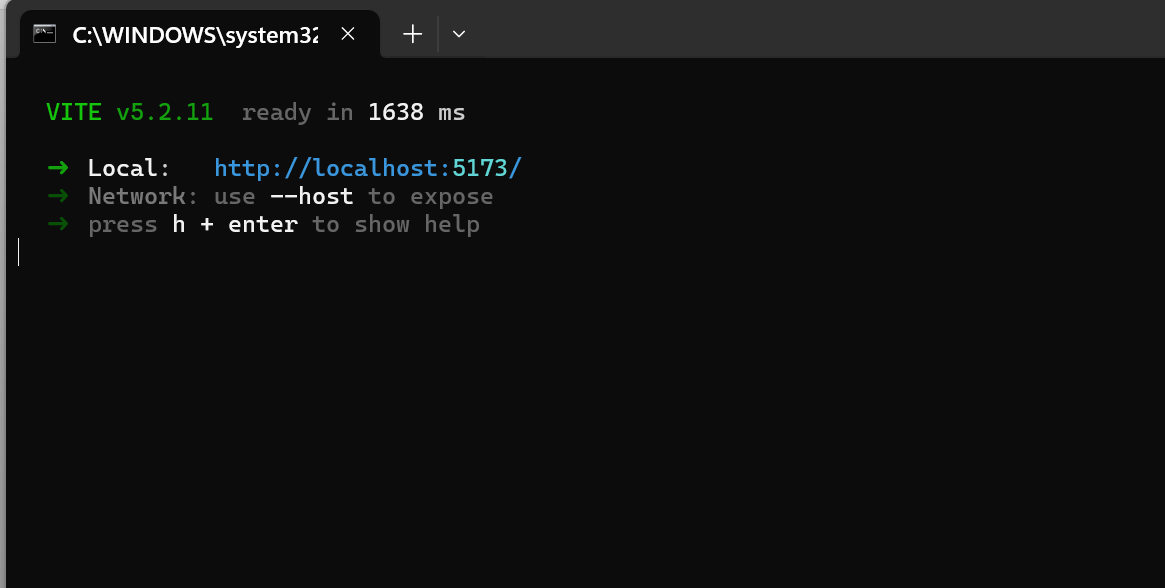 C:\WINDOWS\system32
VITE v5.2.11 ready in 1638 ms
➜ Local: http://localhost:5173/
➜ Network: use --host to expose
➜ press h + enter to show help